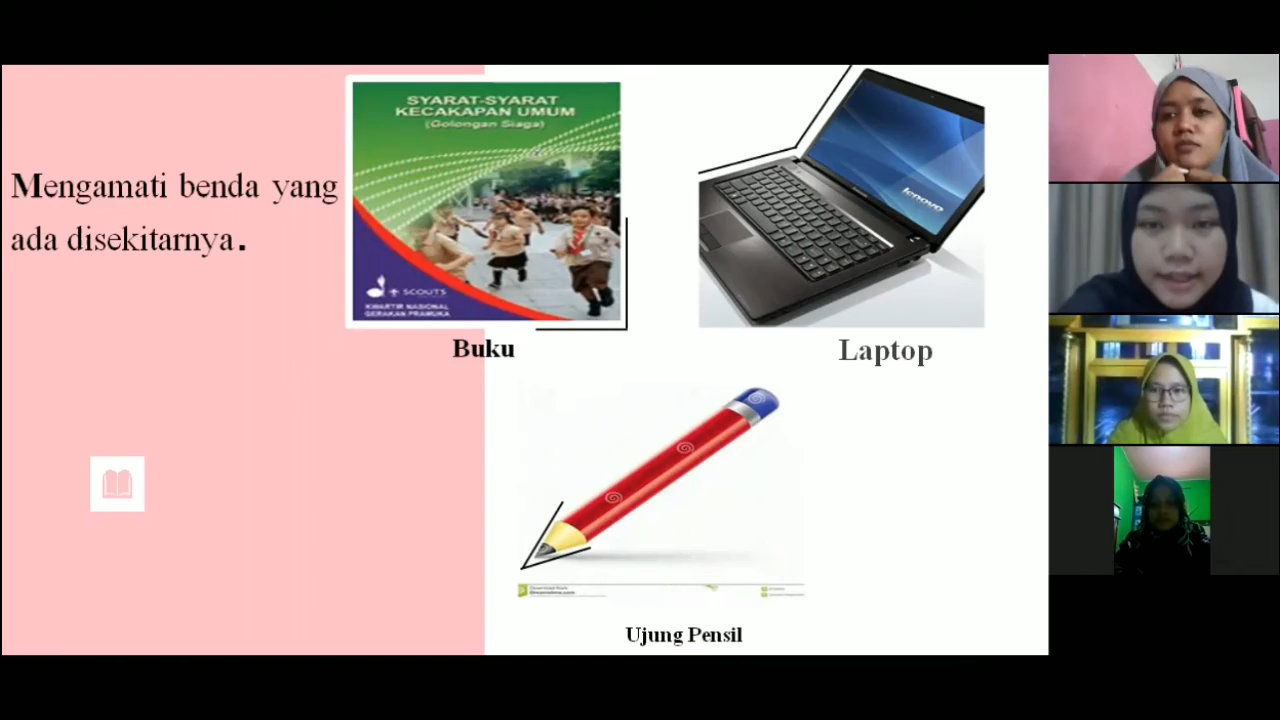 Mengamati benda yang
ada disekitarnya.
SYARAT-SYARAT
KECAKAPAN UMUM
(Golongan Siaga)
SCOUTS
KWARTIR NASIONAL
GERAKAN PRAMUKA
Buku
lenovo
Laptop
Ujung Pensil